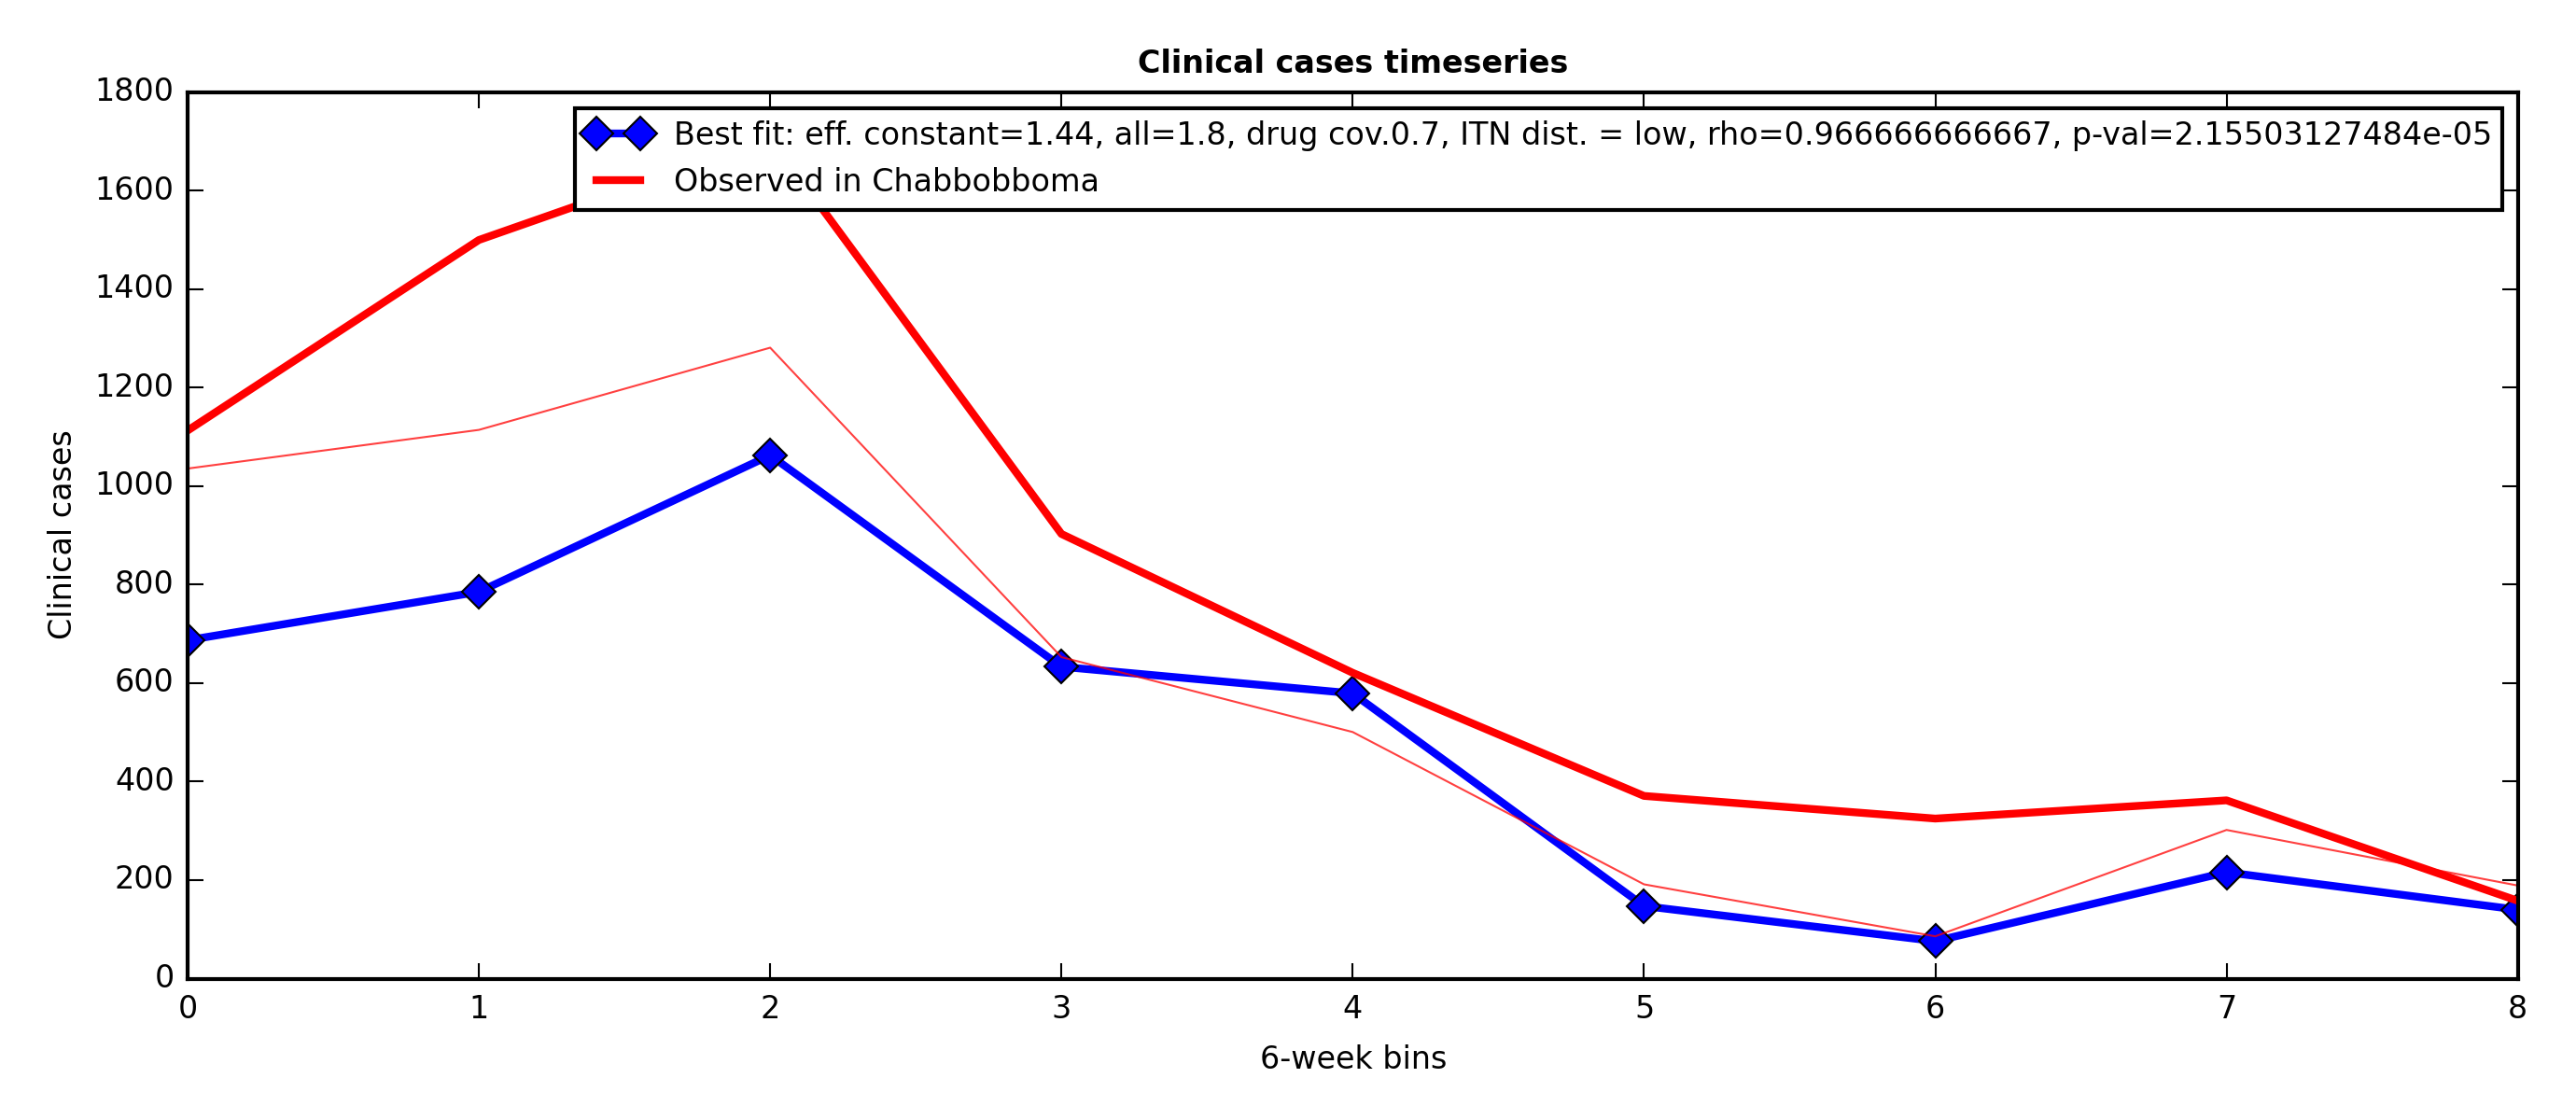 Clinical cases timeseries
Best fit: eff. constant=1.44, all=1.8, drug cov.0.7, ITN dist. = low, rho=0.966666666667, p-val=2.15503127484e-05
Observed in Chabbobboma
Clinical cases
1800
1600
1400
1200
1000
800
600
400
200
0
0 1 2 3 4 5 6 7 8
6-week bins